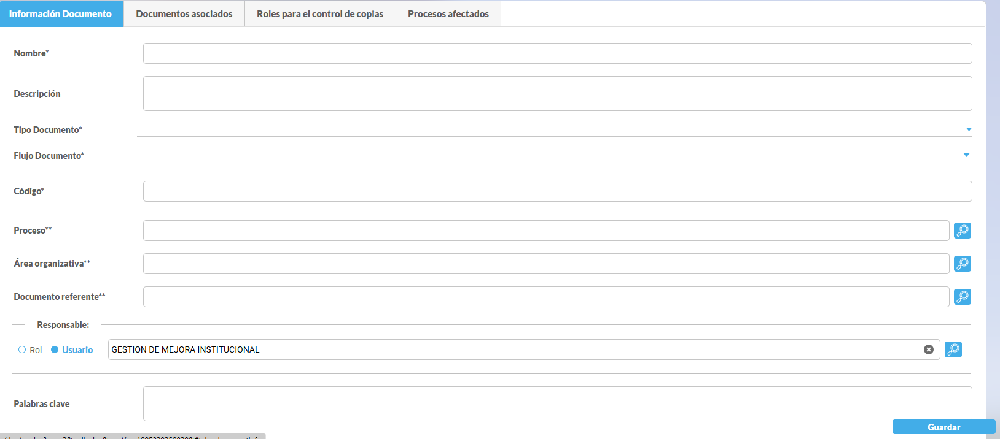 Información Documento Documentos asociados Roles para el control de copias Procesos afectados
Nombre*
Descripción
Tipo Documento*
Flujo Documento*
Código*
Proceso**
Área organizativa**
Documento referente**
Responsable:
Rol Usuario GESTION DE MEJORA INSTITUCIONAL
Palabras clave
Guardar